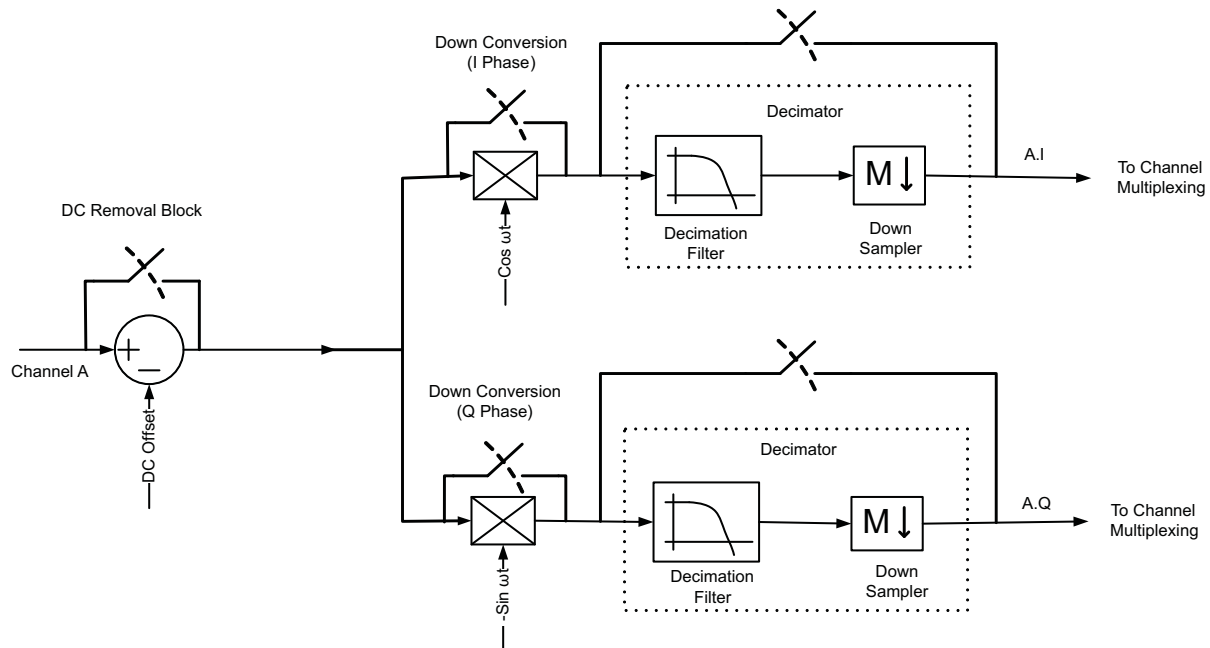 Down Conversion
(I Phase)
Decimator
A.I
To Channel
Multiplexing
M
Decimation
Filter
Down
Sampler
Cos ωt
DC Removal Block
+
−
Channel A
DC Offset
Down Conversion
(Q Phase)
Decimator
A.Q
To Channel
Multiplexing
M
Decimation
Filter
Down
Sampler
-Sin ωt